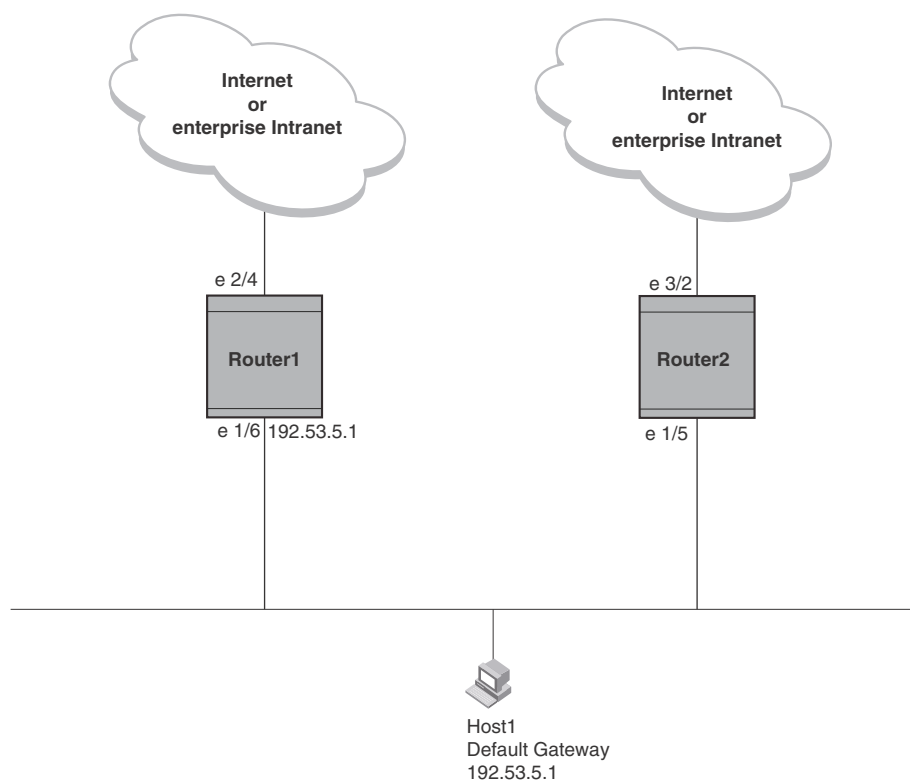 Internet
or
enterprise Intranet
Internet
or
enterprise Intranet
e 2/4
e 3/2
Router1
Router2
e 1/6 192.53.5.1
e 1/5
Host1
Default Gateway
192.53.5.1